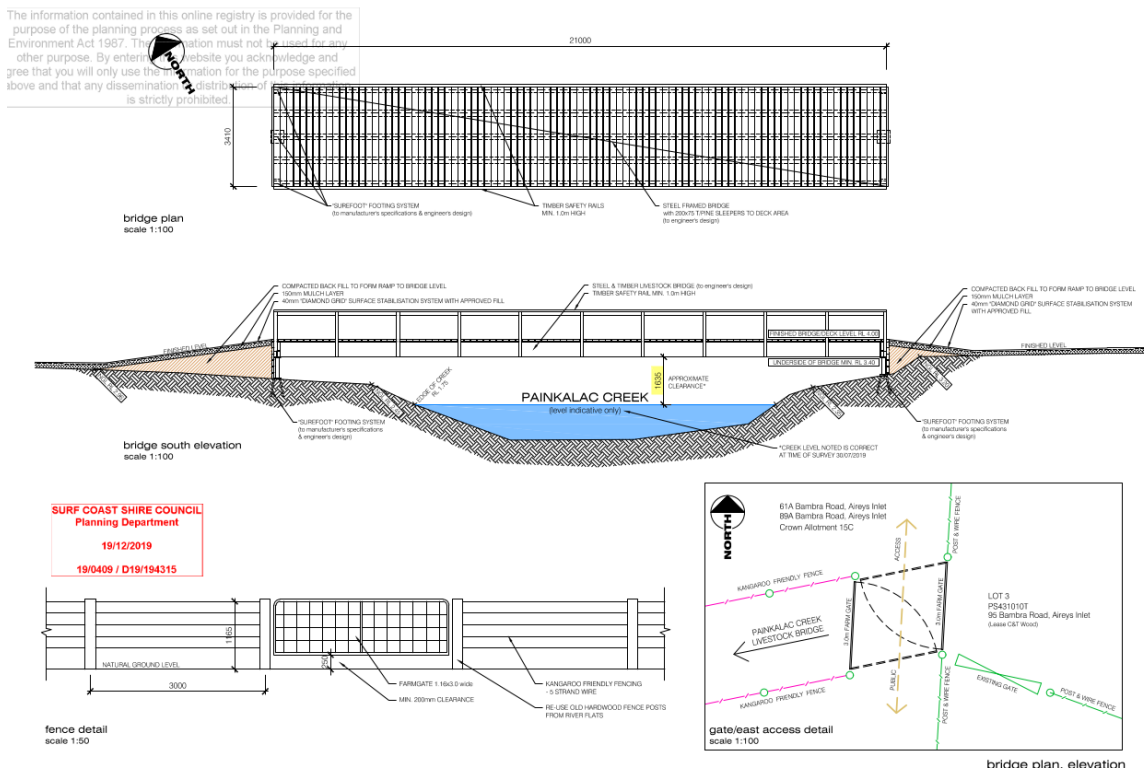 The information contained in this online registry is provided for the
purpose of the planning process as set out in the Planning and
Environment Act 1987. The information must not be used for any
other purpose. By entering the website you acknowledge and
gree that you will only use the information for the purpose specified
above and that any dissemination distribution of this information
is strictly prohibited.
NORTH
21000
3410
"SUREFOOT" FOOTING SYSTEM
(to manufacturer's specifications & engineer's design)
TIMBER SAFETY RAILS
MIN. 1.0m HIGH
STEEL FRAMED BRIDGE
with 200x75 T/PINE SLEEPERS TO DECK AREA
(to engineer's design)
bridge plan
scale 1:100
COMPACTED BACK FILL TO FORM RAMP TO BRIDGE LEVEL
150mm MULCH LAYER
40mm "DIAMOND GRID" SURFACE STABILISATION SYSTEM WITH APPROVED FILL
STEEL & TIMBER LIVESTOCK BRIDGE (to engineer's design)
TIMBER SAFETY RAIL MIN. 1.0m HIGH
COMPACTED BACK FILL TO FORM RAMP TO BRIDGE LEVEL
150mm MULCH LAYER
40mm "DIAMOND GRID" SURFACE STABILISATION SYSTEM
WITH APPROVED FILL
FINISHED LEVEL
FINISHED BRIDGE/DECK LEVEL RL 4.00
UNDERSIDE OF BRIDGE MIN. RL 3.40
FINISHED LEVEL
EDGE OF CREEK
RL 1.75
1635
APPROXIMATE
CLEARANCE*
PAINKALAC CREEK
(level indicative only)
"SUREFOOT" FOOTING SYSTEM
(to manufacturer's specifications
& engineer's design)
*CREEK LEVEL NOTED IS CORRECT
AT TIME OF SURVEY 30/07/2019
"SUREFOOT" FOOTING SYSTEM
(to manufacturer's specifications
& engineer's design)
bridge south elevation
scale 1:100
SURF COAST SHIRE COUNCIL
Planning Department
19/12/2019
19/0409 / D19/194315
1165
250
NATURAL GROUND LEVEL
3000
FARMGATE 1.16x3.0 wide
MIN. 200mm CLEARANCE
KANGAROO FRIENDLY FENCING
- 5 STRAND WIRE
RE-USE OLD HARDWOOD FENCE POSTS
FROM RIVER FLATS
fence detail
scale 1:50
NORTH
61A Bambra Road, Aireys Inlet
89A Bambra Road, Aireys Inlet
Crown Allotment 15C
ACCESS
POST & WIRE FENCE
KANGAROO FRIENDLY FENCE
PAINKALAC CREEK
LIVESTOCK BRIDGE
3.0m FARM GATE
3.0m FARM GATE
LOT 3
PS431010T
95 Bambra Road, Aireys Inlet
(Lease C&T Wood)
KANGAROO FRIENDLY FENCE
PUBLIC
EXISTING GATE
POST & WIRE FENCE
POST & WIRE FENCE
gate/east access detail
scale 1:100
bridge plan, elevation